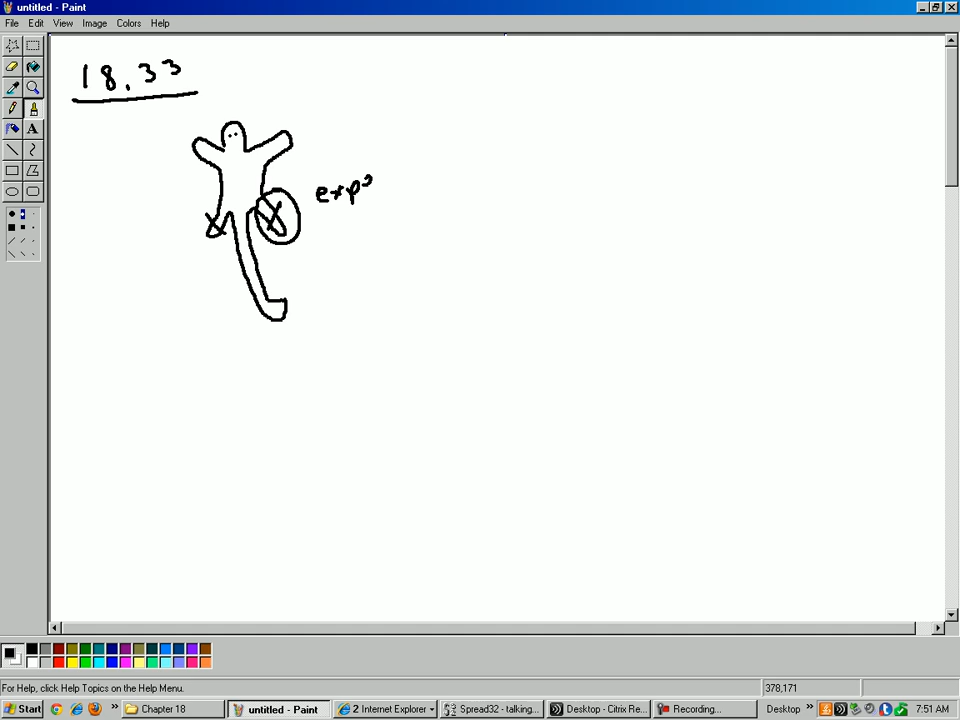 untitled - Paint
File Edit View Image Colors Help
18.33
For Help, click Help Topics on the Help Menu.
378,171
Start
Chapter 18
untitled - Paint
2 Internet Explorer
Spread32 - talking...
Desktop - Citrix Re...
Recording...
Desktop
7:51 AM